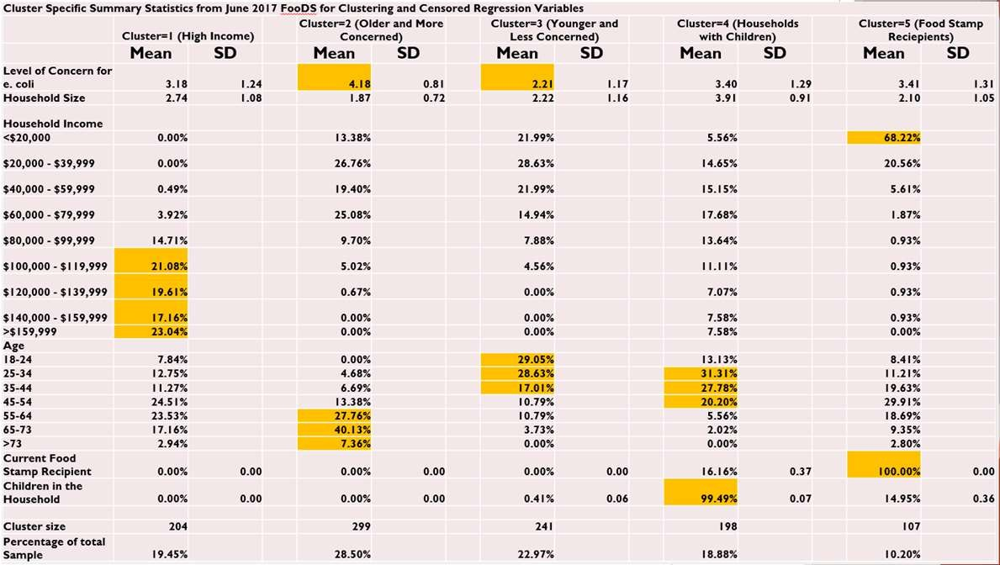 Cluster Specific Summary Statistics from June 2017 FooDS for Clustering and Censored Regression Variables
Cluster=1 (High Income) Cluster=2 (Older and More Concerned) Cluster=3 (Younger and Less Concerned) Cluster=4 (Households with Children) Cluster=5 (Food Stamp Reciepients)
Mean SD Mean SD Mean SD Mean SD Mean SD
Level of Concern for e. coli 3.18 1.24 4.18 0.81 2.21 1.17 3.40 1.29 3.41 1.31
Household Size 2.74 1.08 1.87 0.72 2.22 1.16 3.91 0.91 2.10 1.05
Household Income
<$20,000 0.00% 13.38% 21.99% 5.56% 68.22%
$20,000 - $39,999 0.00% 26.76% 28.63% 14.65% 20.56%
$40,000 - $59,999 0.49% 19.40% 21.99% 15.15% 5.61%
$60,000 - $79,999 3.92% 25.08% 14.94% 17.68% 1.87%
$80,000 - $99,999 14.71% 9.70% 7.88% 13.64% 0.93%
$100,000 - $119,999 21.08% 5.02% 4.56% 11.11% 0.93%
$120,000 - $139,999 19.61% 0.67% 0.00% 7.07% 0.93%
$140,000 - $159,999 17.16% 0.00% 0.00% 7.58% 0.93%
>$159,999 23.04% 0.00% 0.00% 7.58% 0.00%
Age
18-24 7.84% 0.00% 29.05% 13.13% 8.41%
25-34 12.75% 4.68% 28.63% 31.31% 11.21%
35-44 11.27% 6.69% 17.01% 27.78% 19.63%
45-54 24.51% 13.38% 10.79% 20.20% 29.91%
55-64 23.53% 27.76% 10.79% 5.56% 18.69%
65-73 17.16% 40.13% 3.73% 2.02% 9.35%
>73 2.94% 7.36% 0.00% 0.00% 2.80%
Current Food Stamp Recipient 0.00% 0.00 0.00% 0.00 0.00% 0.00 16.16% 0.37 100.00% 0.00
Children in the Household 0.00% 0.00 0.00% 0.00 0.41% 0.06 99.49% 0.07 14.95% 0.36
Cluster size 204 299 241 198 107
Percentage of total Sample 19.45% 28.50% 22.97% 18.88% 10.20%